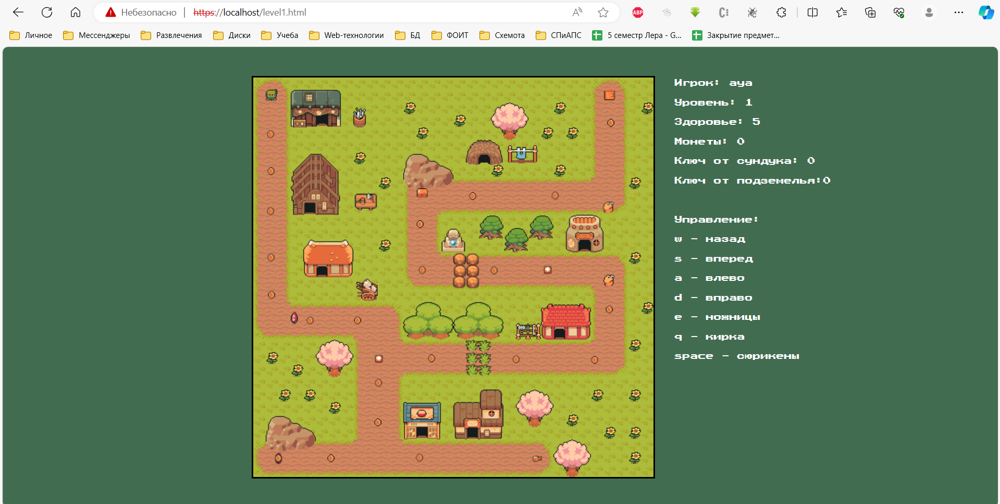 Небезопасно | https://localhost/level1.html
ABP
Личное Мессенджеры Развлечения Диски Учеба Web-технологии БД ФОИТ Схемота СПиАПС 5 семестр Лера - G... Закрытие предмет...
Игрок: aya
Уровень: 1
Здоровье: 5
Монеты: 0
Ключ от сундука: 0
Ключ от подземелья:0
Управление:
w - назад
s - вперед
a - влево
d - вправо
e - ножницы
q - кирка
space - сюрикены